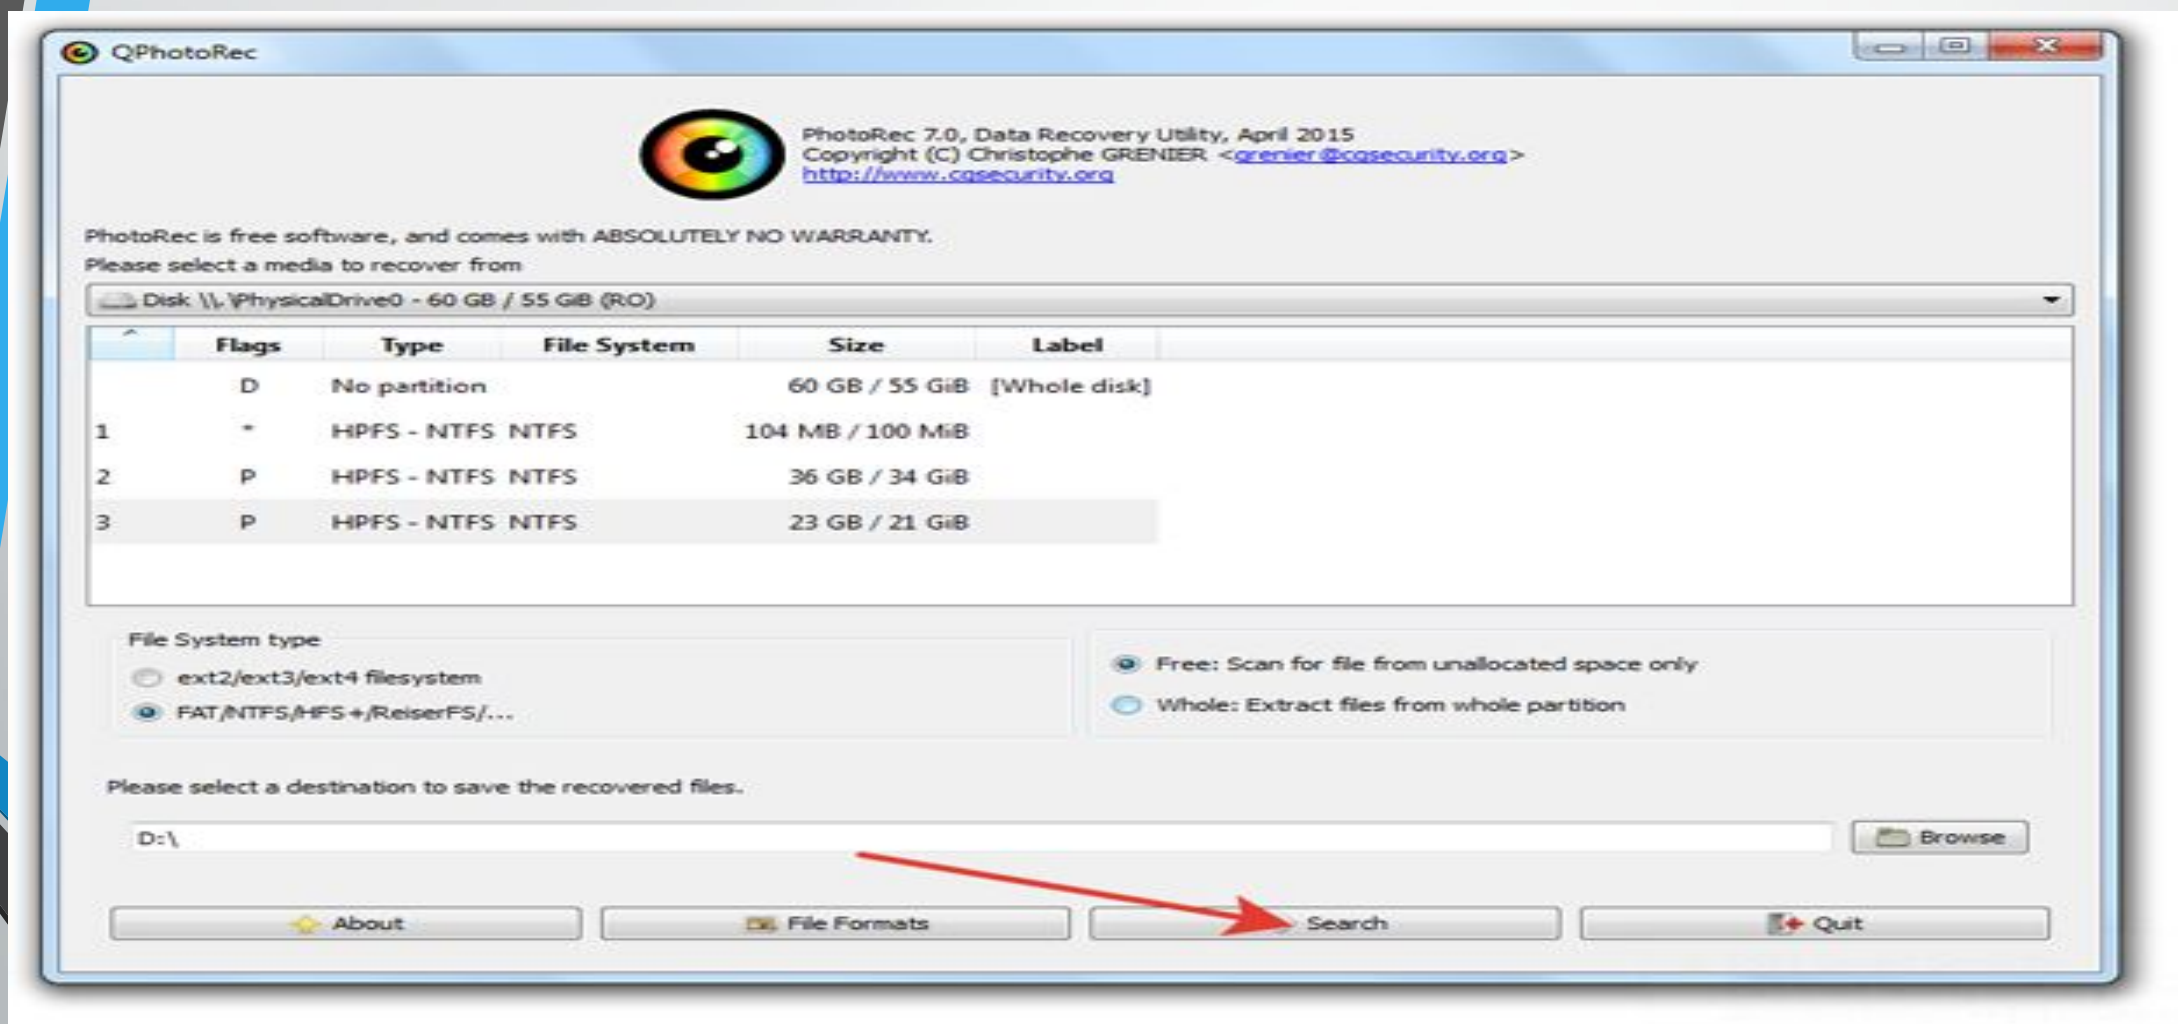 QPhotoRec
PhotoRec 7.0, Data Recovery Utility, April 2015
Copyright (C) Christophe GRENIER <grenier@cgsecurity.org>
http://www.cgsecurity.org
PhotoRec is free software, and comes with ABSOLUTELY NO WARRANTY.
Please select a media to recover from
Disk \\.\PhysicalDrive0 - 60 GB / 55 GiB (RO)
Flags Type File System Size Label
D No partition 60 GB / 55 GiB [Whole disk]
1 * HPFS - NTFS NTFS 104 MB / 100 MiB
2 P HPFS - NTFS NTFS 36 GB / 34 GiB
3 P HPFS - NTFS NTFS 23 GB / 21 GiB
File System type
ext2/ext3/ext4 filesystem
FAT/NTFS/HFS+/ReiserFS/...
Free: Scan for file from unallocated space only
Whole: Extract files from whole partition
Please select a destination to save the recovered files.
D:\
Browse
About File Formats Search Quit